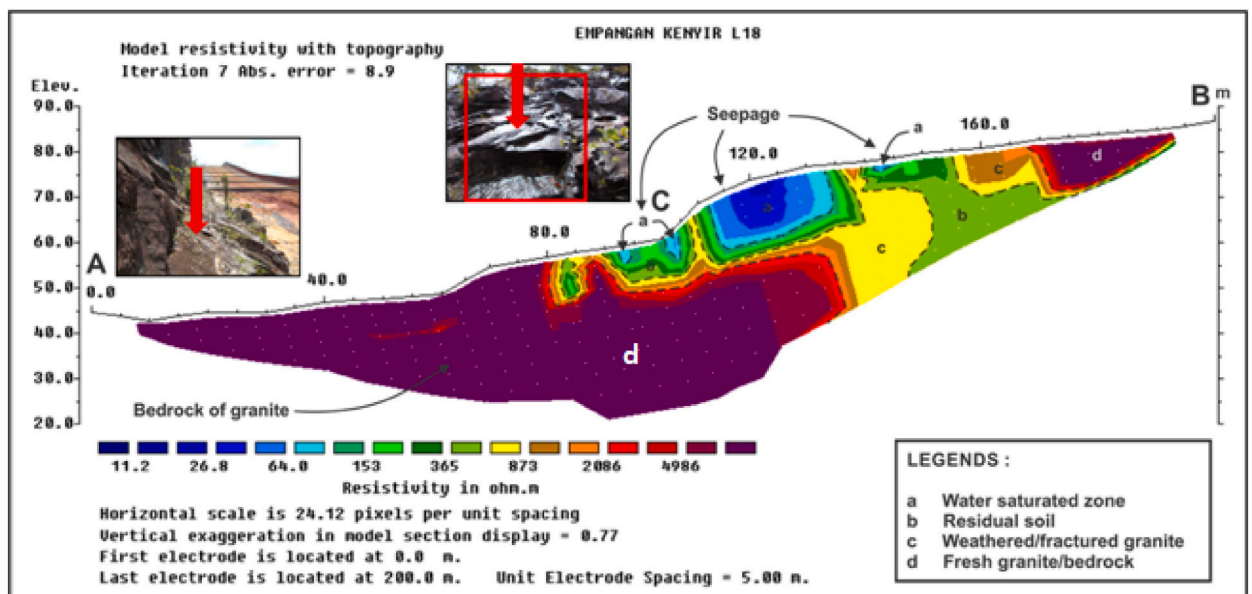 EMPANGAN KENYIR L18
Model resistivity with topography
Iteration 7 Abs. error = 8.9
Elev.
90.0
80.0
70.0
60.0
50.0
40.0
30.0
20.0
A
B m
C
Seepage
a
160.0
120.0
80.0
40.0
0.0
a
a
a
c
d
b
c
d
Bedrock of granite
11.2 26.8 64.0 153 365 873 2086 4986
Resistivity in ohm.m
Horizontal scale is 24.12 pixels per unit spacing
Vertical exaggeration in model section display = 0.77
First electrode is located at 0.0 m.
Last electrode is located at 200.0 m. Unit Electrode Spacing = 5.00 m.
LEGENDS :
a Water saturated zone
b Residual soil
c Weathered/fractured granite
d Fresh granite/bedrock